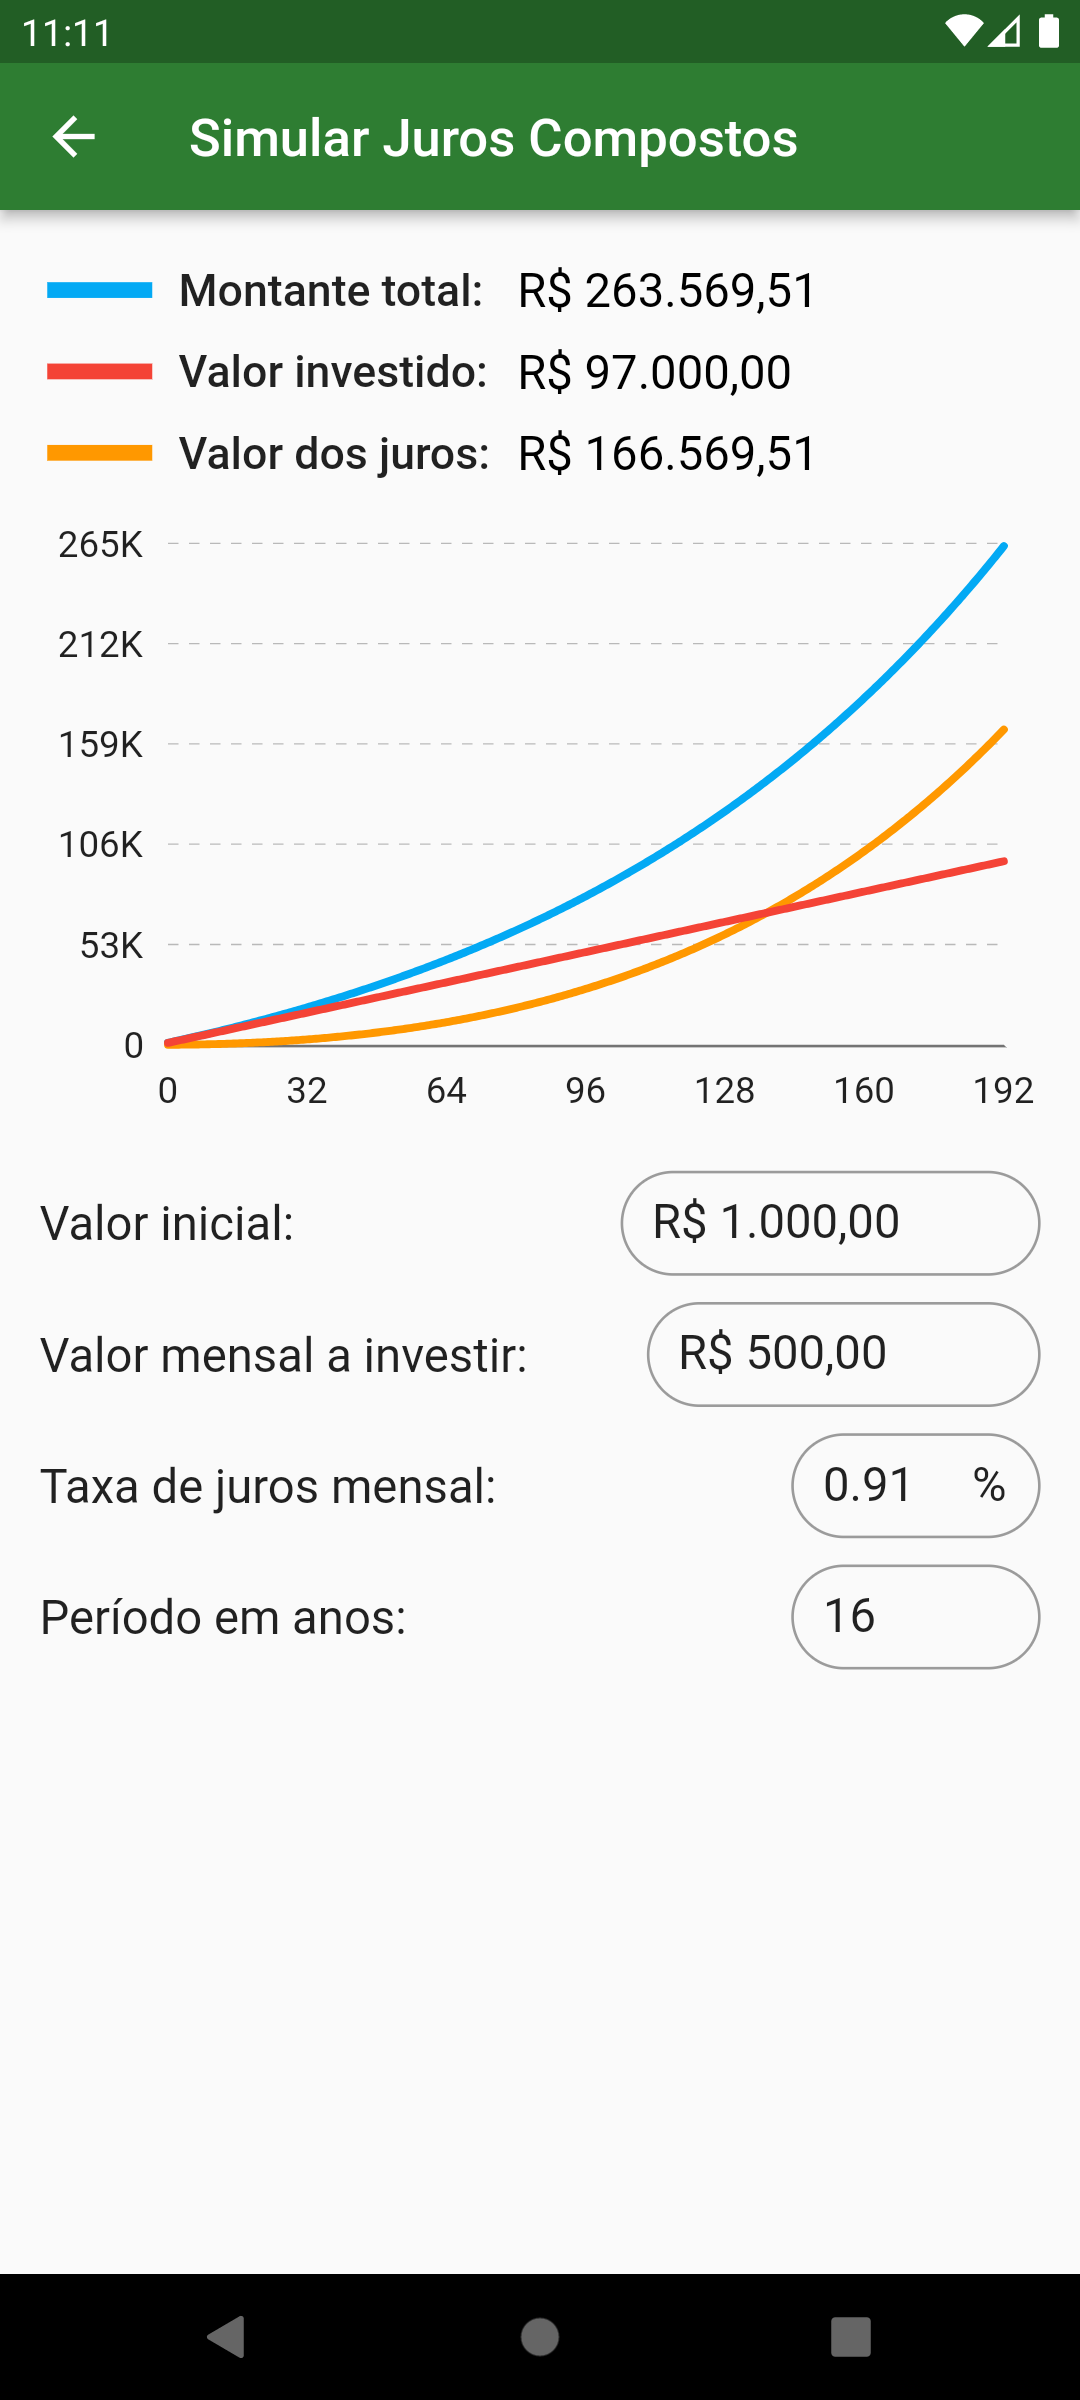 11:11
Simular Juros Compostos
Montante total: R$ 263.569,51
Valor investido: R$ 97.000,00
Valor dos juros: R$ 166.569,51
265K
212K
159K
106K
53K
0
0 32 64 96 128 160 192
Valor inicial: R$ 1.000,00
Valor mensal a investir: R$ 500,00
Taxa de juros mensal: 0.91 %
Período em anos: 16